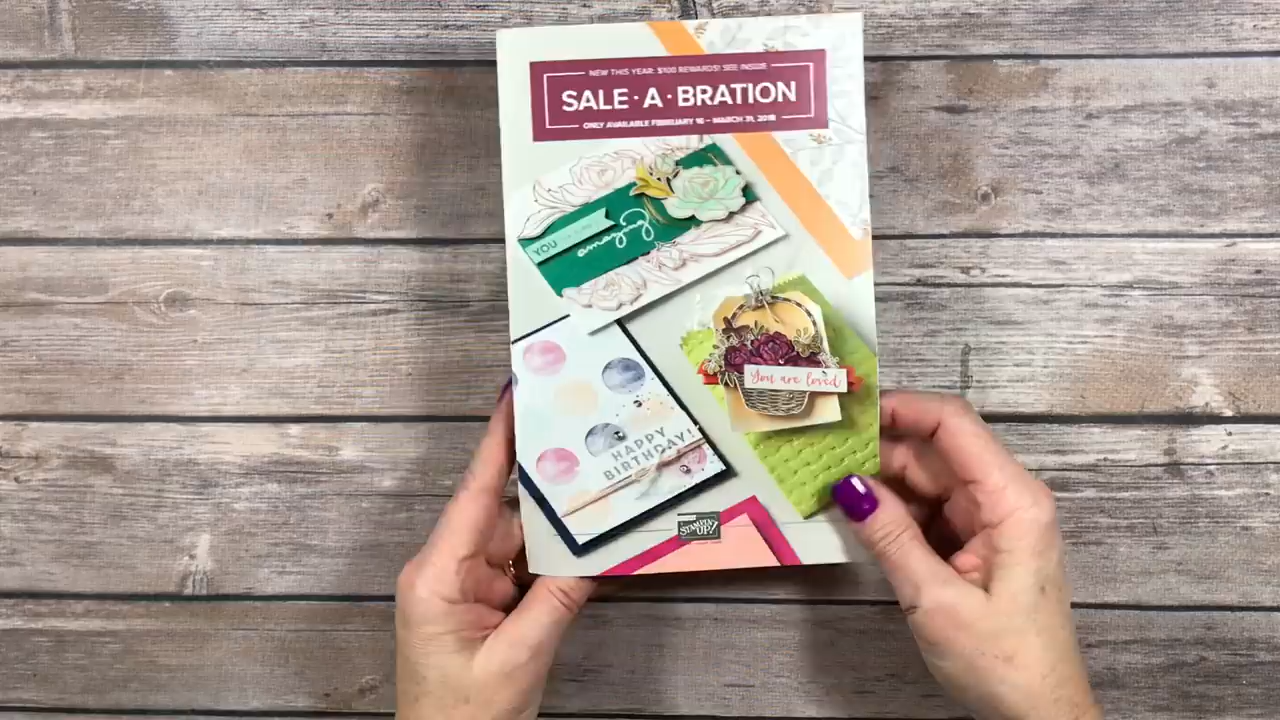 NEW THIS YEAR: $100 REWARDS! SEE INSIDE
SALE·A·BRATION
ONLY AVAILABLE FEBRUARY 16 – MARCH 31, 2018
YOU
amazing
You are loved
HAPPY
BIRTHDAY!
STAMPIN'
UP!